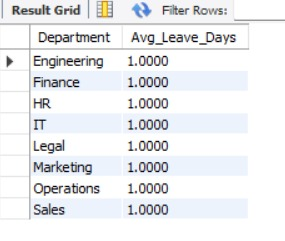 Result Grid Filter Rows:
Department Avg_Leave_Days
Engineering 1.0000
Finance 1.0000
HR 1.0000
IT 1.0000
Legal 1.0000
Marketing 1.0000
Operations 1.0000
Sales 1.0000